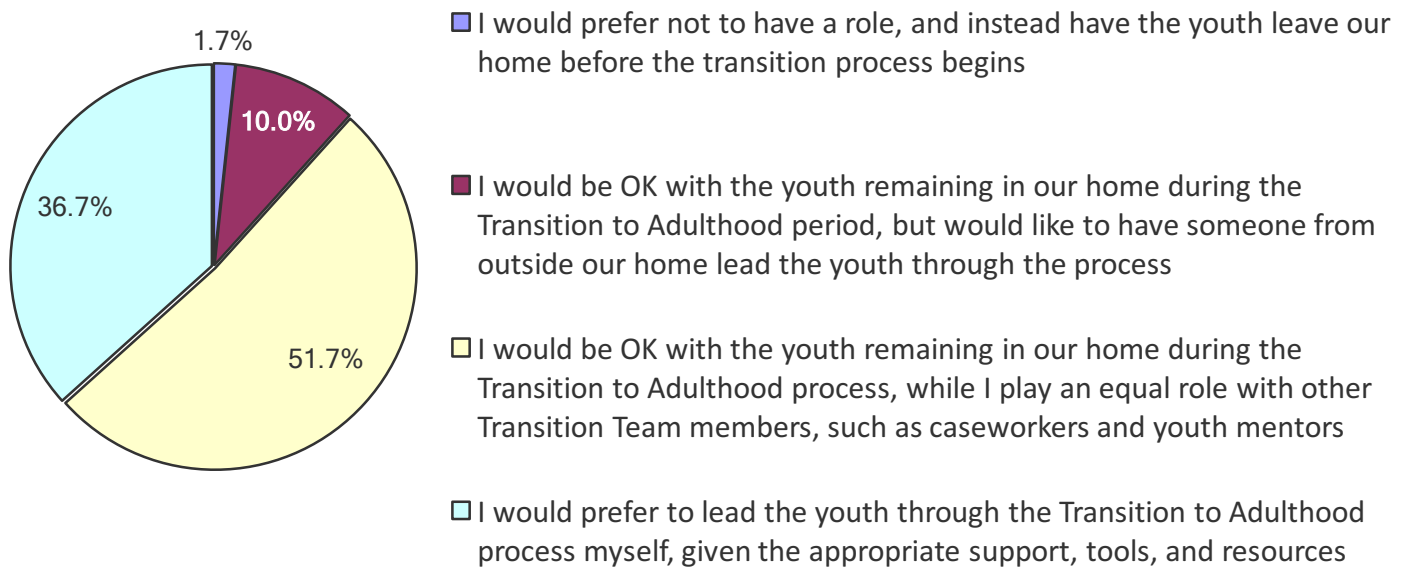 1.7%
10.0%
36.7%
51.7%
I would prefer not to have a role, and instead have the youth leave our
home before the transition process begins
I would be OK with the youth remaining in our home during the
Transition to Adulthood period, but would like to have someone from
outside our home lead the youth through the process
I would be OK with the youth remaining in our home during the
Transition to Adulthood process, while I play an equal role with other
Transition Team members, such as caseworkers and youth mentors
I would prefer to lead the youth through the Transition to Adulthood
process myself, given the appropriate support, tools, and resources